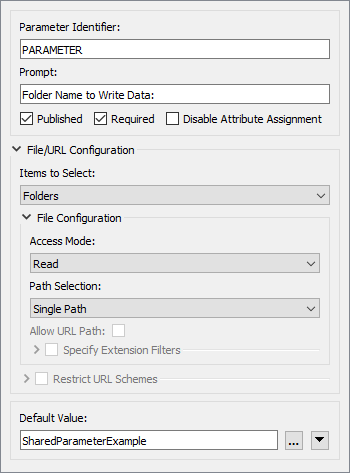 Parameter Identifier:
PARAMETER
Prompt:
Folder Name to Write Data:
Published Required Disable Attribute Assignment
File/URL Configuration
Items to Select:
Folders
File Configuration
Access Mode:
Read
Path Selection:
Single Path
Allow URL Path:
Specify Extension Filters
Restrict URL Schemes
Default Value:
SharedParameterExample ...